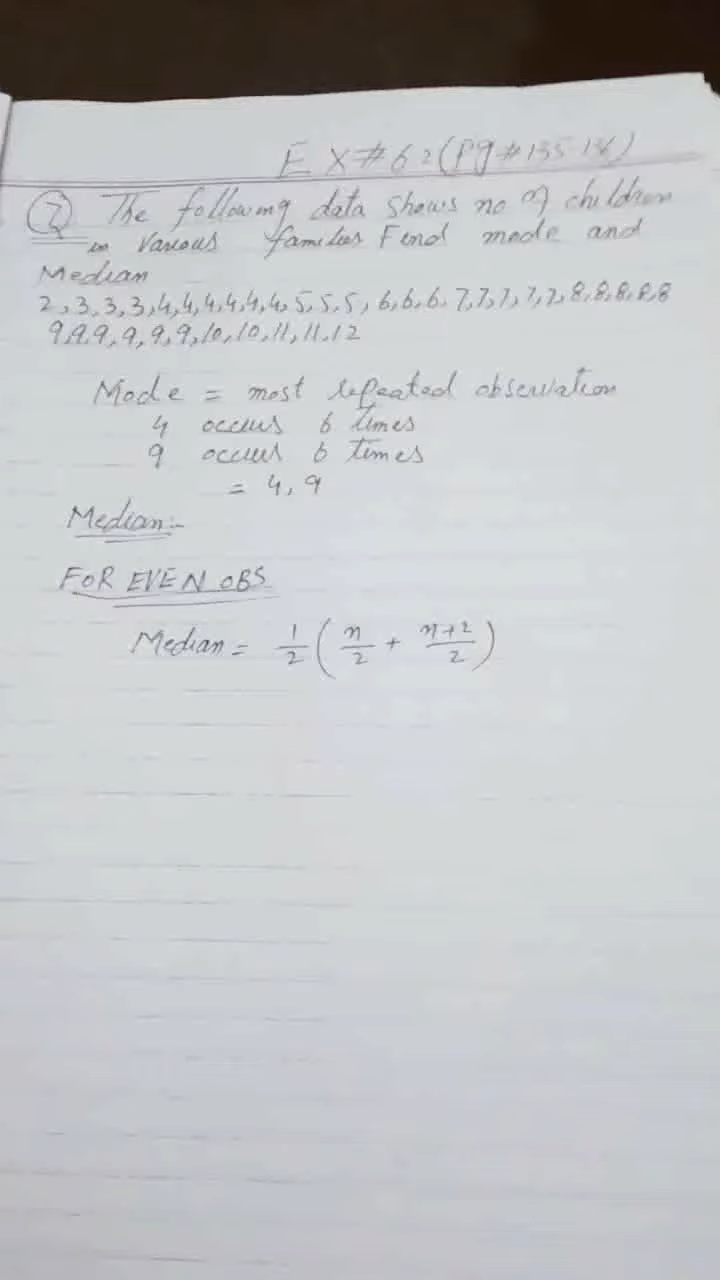 EX#6 2 (Pg#135-136)
Q The following data shows no of children
in various families Find mode and
Median
2,3,3,3,4,4,4,4,4,4,5,5,5,6,6,6,7,7,7,7,7,8,8,8,8,8
9,9,9,9,9,9,10,10,11,11,12
Mode = most repeated observation
4 occurs 6 times
9 occurs 6 times
= 4, 9
Median:-
FOR EVEN OBS
Median = 1/2 ( n/2 + n+2/2 )